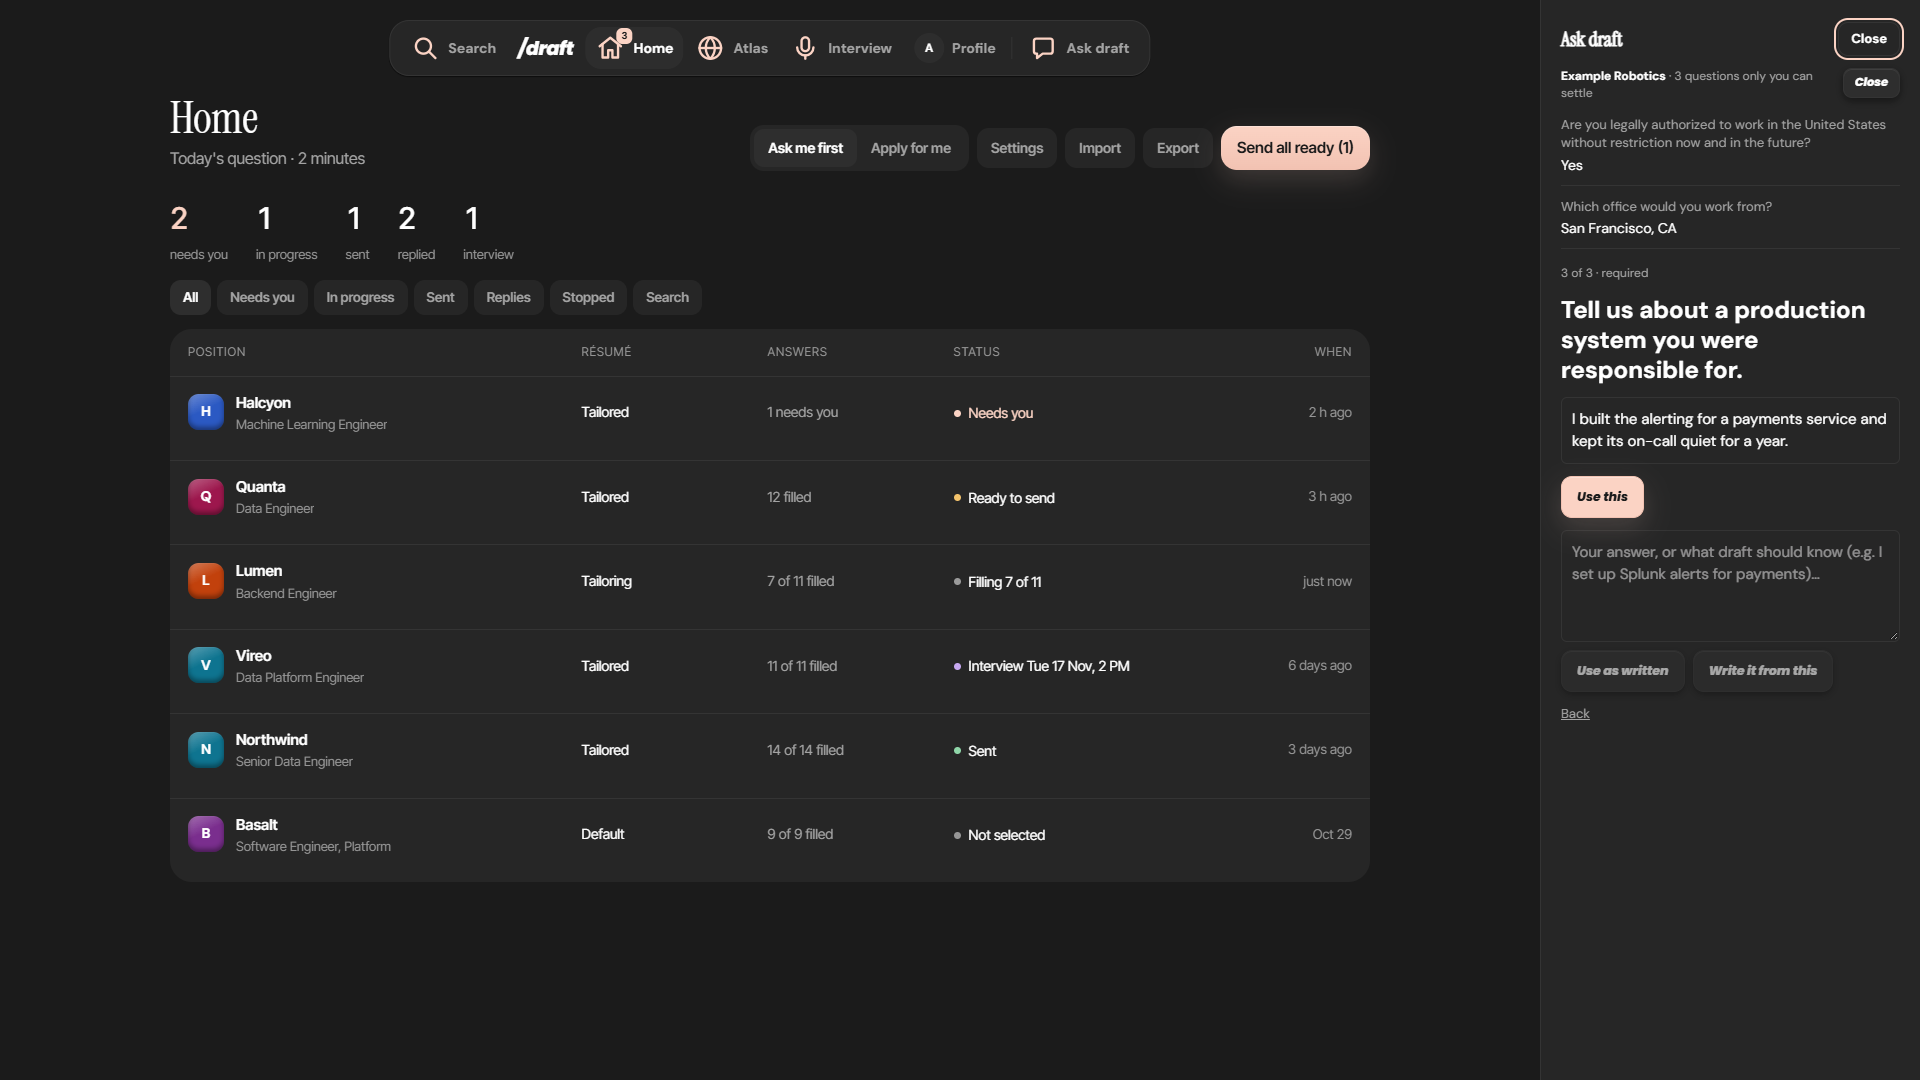 Search
/draft
3
Home
Atlas
Interview
A
Profile
Ask draft
Home
Today's question · 2 minutes
Ask me first
Apply for me
Settings
Import
Export
Send all ready (1)
2
needs you
1
in progress
1
sent
2
replied
1
interview
All
Needs you
In progress
Sent
Replies
Stopped
Search
POSITION
RÉSUMÉ
ANSWERS
STATUS
WHEN
H
Halcyon
Machine Learning Engineer
Tailored
1 needs you
Needs you
2 h ago
Q
Quanta
Data Engineer
Tailored
12 filled
Ready to send
3 h ago
L
Lumen
Backend Engineer
Tailoring
7 of 11 filled
Filling 7 of 11
just now
V
Vireo
Data Platform Engineer
Tailored
11 of 11 filled
Interview Tue 17 Nov, 2 PM
6 days ago
N
Northwind
Senior Data Engineer
Tailored
14 of 14 filled
Sent
3 days ago
B
Basalt
Software Engineer, Platform
Default
9 of 9 filled
Not selected
Oct 29
Ask draft
Close
Example Robotics · 3 questions only you can
settle
Close
Are you legally authorized to work in the United States
without restriction now and in the future?
Yes
Which office would you work from?
San Francisco, CA
3 of 3 · required
Tell us about a production
system you were
responsible for.
I built the alerting for a payments service and
kept its on-call quiet for a year.
Use this
Your answer, or what draft should know (e.g. I
set up Splunk alerts for payments)…
Use as written
Write it from this
Back